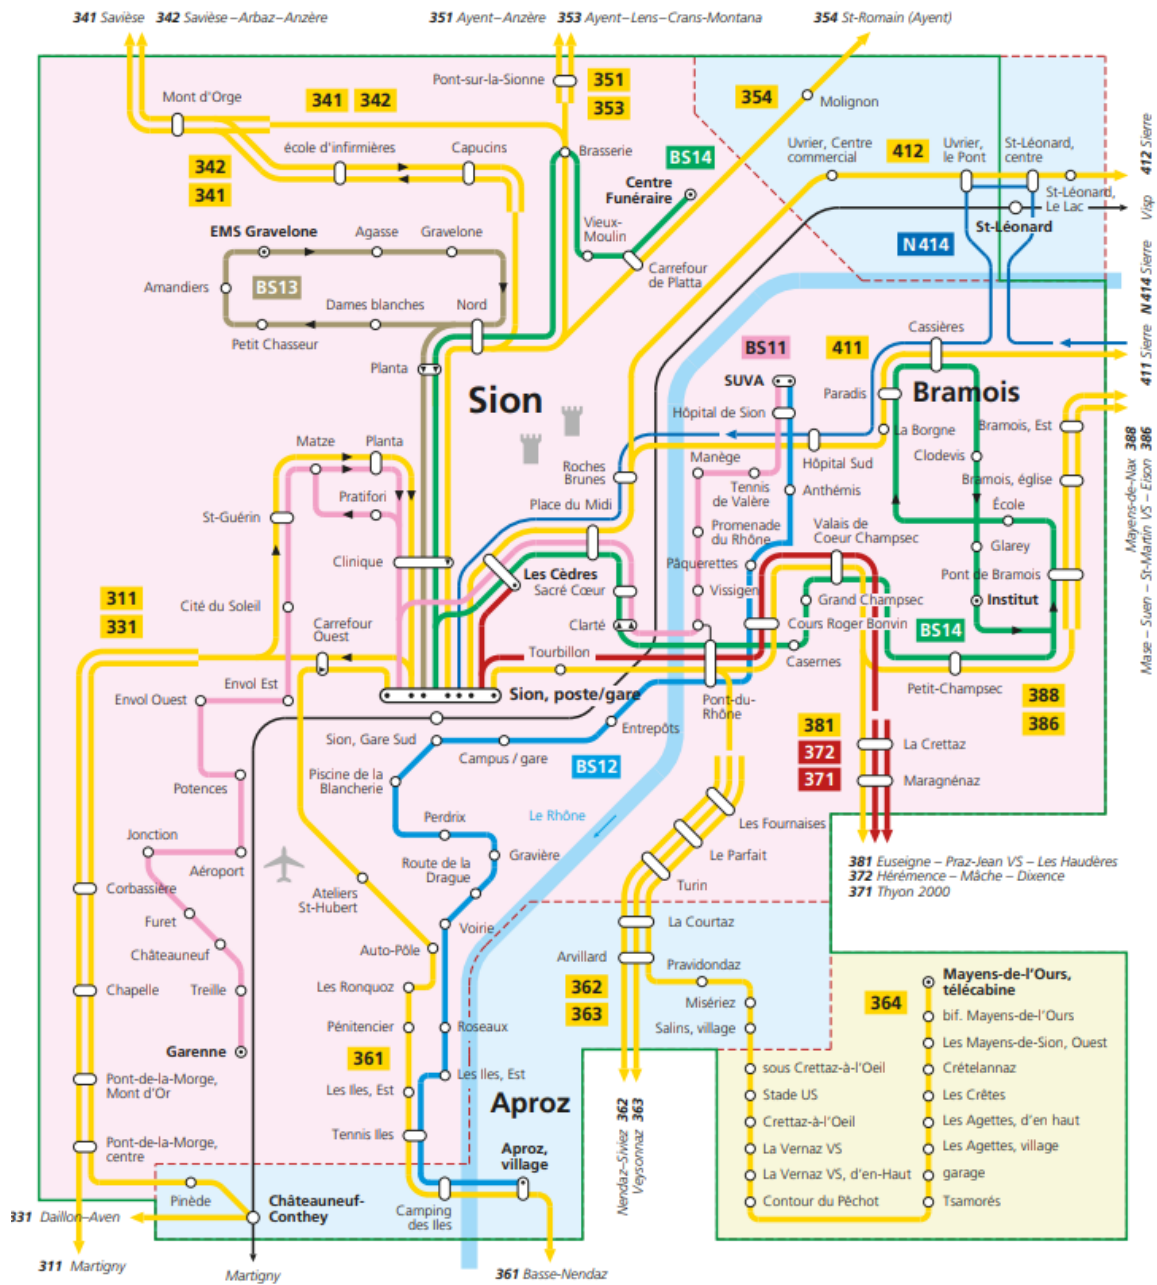 341 Savièse 342 Savièse – Arbaz – Anzère
351 Ayent – Anzère 353 Ayent – Lens – Crans-Montana
354 St-Romain (Ayent)
Pont-sur-la-Sionne
351
353
Mont d'Orge
341 342
354
Molignon
école d'infirmières
Capucins
342
341
Brasserie
BS14
Centre
Funéraire
Uvrier, Centre
commercial
412
Uvrier,
le Pont
St-Léonard,
centre
412 Sierre
St-Léonard,
Le Lac
Visp
St-Léonard
EMS Gravelone
Agasse
Gravelone
Vieux-
Moulin
N 414
N 414 Sierre
Carrefour
de Platta
Amandiers
BS13
Dames blanches
Nord
Petit Chasseur
Cassières
BS11
411
411 Sierre
Planta
SUVA
Sion
Paradis
Bramois
Hôpital de Sion
La Borgne
Bramois, Est
Matze
Planta
Manège
Hôpital Sud
Clodevis
Roches
Brunes
Tennis
de Valère
Anthémis
Bramois, église
Pratifori
Place du Midi
École
St-Guérin
Promenade
du Rhône
Valais de
Coeur Champsec
Glarey
Mayens-de-Nax 388
Mase – Suen – St-Martin VS – Eison 386
Clinique
Les Cèdres
Pâquerettes
Pont de Bramois
Sacré Cœur
Vissigen
Grand Champsec
Institut
311
331
Cité du Soleil
Carrefour
Ouest
Clarté
Cours Roger Bonvin
BS14
Tourbillon
Casernes
Envol Est
Envol Ouest
Sion, poste/gare
Pont-du-
Rhône
Petit-Champsec
388
386
Entrepôts
381
372
371
La Crettaz
Sion, Gare Sud
Campus / gare
BS12
Maragnénaz
Piscine de la
Blancherie
Potences
Le Rhône
Perdrix
Les Fournaises
Jonction
Gravière
Le Parfait
Aéroport
Route de la
Drague
381 Euseigne – Praz-Jean VS – Les Haudères
372 Hérémence – Mâche – Dixence
371 Thyon 2000
Corbassière
Ateliers
St-Hubert
Turin
Furet
Voirie
La Courtaz
Châteauneuf
Auto-Pôle
Arvillard
Pravidondaz
Chapelle
Treille
Les Ronquoz
362
363
Misériez
364
Mayens-de-l'Ours,
télécabine
Pénitencier
Roseaux
Salins, village
bif. Mayens-de-l'Ours
Garenne
361
Les Mayens-de-Sion, Ouest
Pont-de-la-Morge,
Mont d'Or
Les Iles, Est
Les Iles, Est
sous Crettaz-à-l'Oeil
Crételannaz
Stade US
Les Crêtes
Aproz
Nendaz–Siviez 362
Veysonnaz 363
Crettaz-à-l'Oeil
Les Agettes, d'en haut
Pont-de-la-Morge,
centre
Tennis Iles
Aproz,
village
La Vernaz VS
Les Agettes, village
La Vernaz VS, d'en-Haut
garage
Pinède
Châteauneuf-
Conthey
Camping
des Iles
Contour du Pêchot
Tsamorés
331 Daillon–Aven
311 Martigny
Martigny
361 Basse-Nendaz